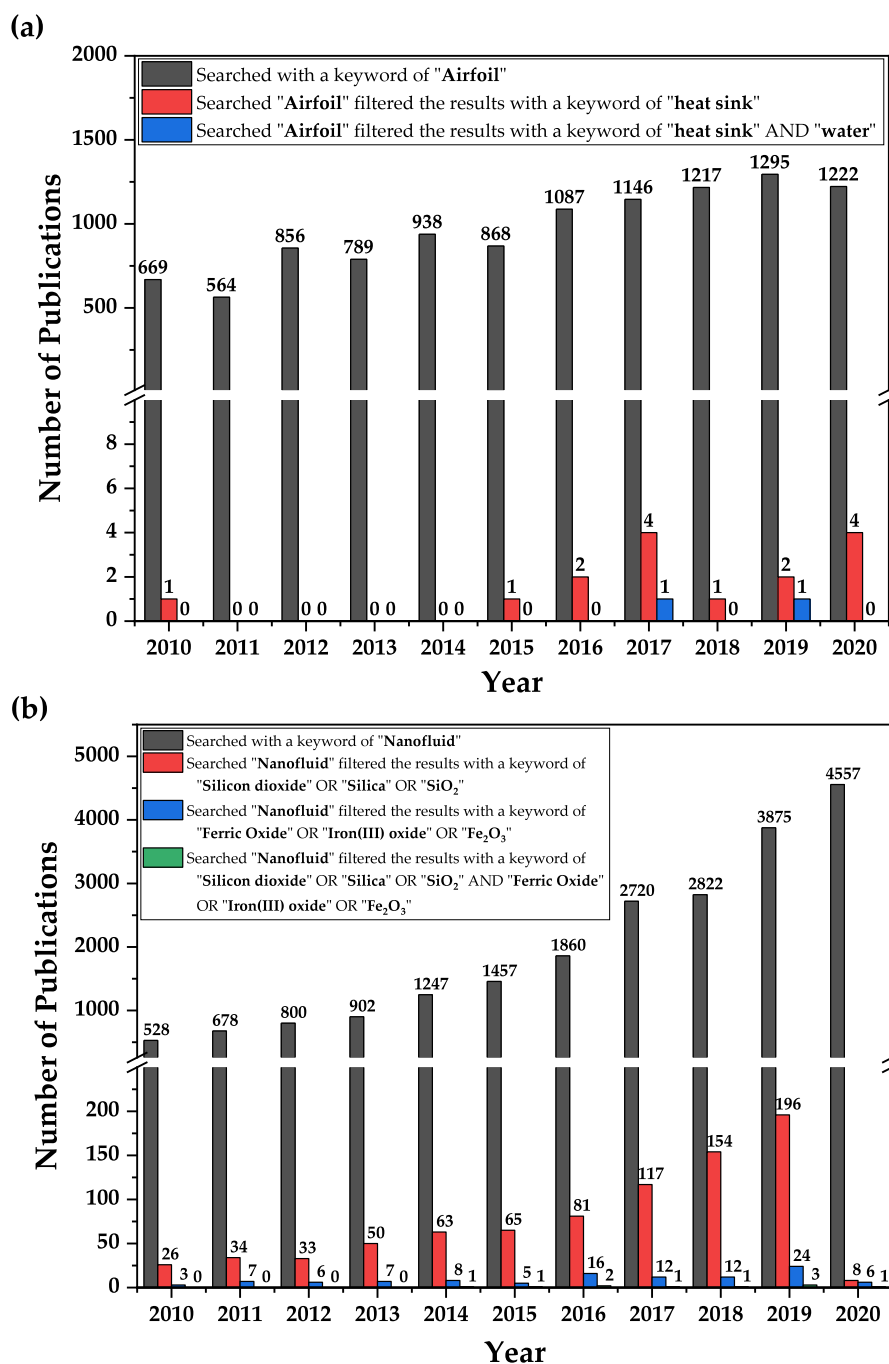 (a)
2000
1500
1000
500
8
6
4
2
0
Number of Publications
Searched with a keyword of "Airfoil"
Searched "Airfoil" filtered the results with a keyword of "heat sink"
Searched "Airfoil" filtered the results with a keyword of "heat sink" AND "water"
669 564 856 789 938 868 1087 1146 1217 1295 1222
1 0 0 0 0 0 0 0 0 0 1 0 2 0 4 1 1 0 2 1 4 0
2010 2011 2012 2013 2014 2015 2016 2017 2018 2019 2020
Year
(b)
5000
4000
3000
2000
1000
200
150
100
50
0
Number of Publications
Searched with a keyword of "Nanofluid"
Searched "Nanofluid" filtered the results with a keyword of
"Silicon dioxide" OR "Silica" OR "SiO₂"
Searched "Nanofluid" filtered the results with a keyword of
"Ferric Oxide" OR "Iron(III) oxide" OR "Fe₂O₃"
Searched "Nanofluid" filtered the results with a keyword of
"Silicon dioxide" OR "Silica" OR "SiO₂" AND "Ferric Oxide"
OR "Iron(III) oxide" OR "Fe₂O₃"
528 678 800 902 1247 1457 1860 2720 2822 3875 4557
26 3 0 34 7 0 33 6 0 50 7 0 63 8 1 65 5 1 81 16 2 117 12 1 154 12 1 196 24 3 8 6 1
2010 2011 2012 2013 2014 2015 2016 2017 2018 2019 2020
Year